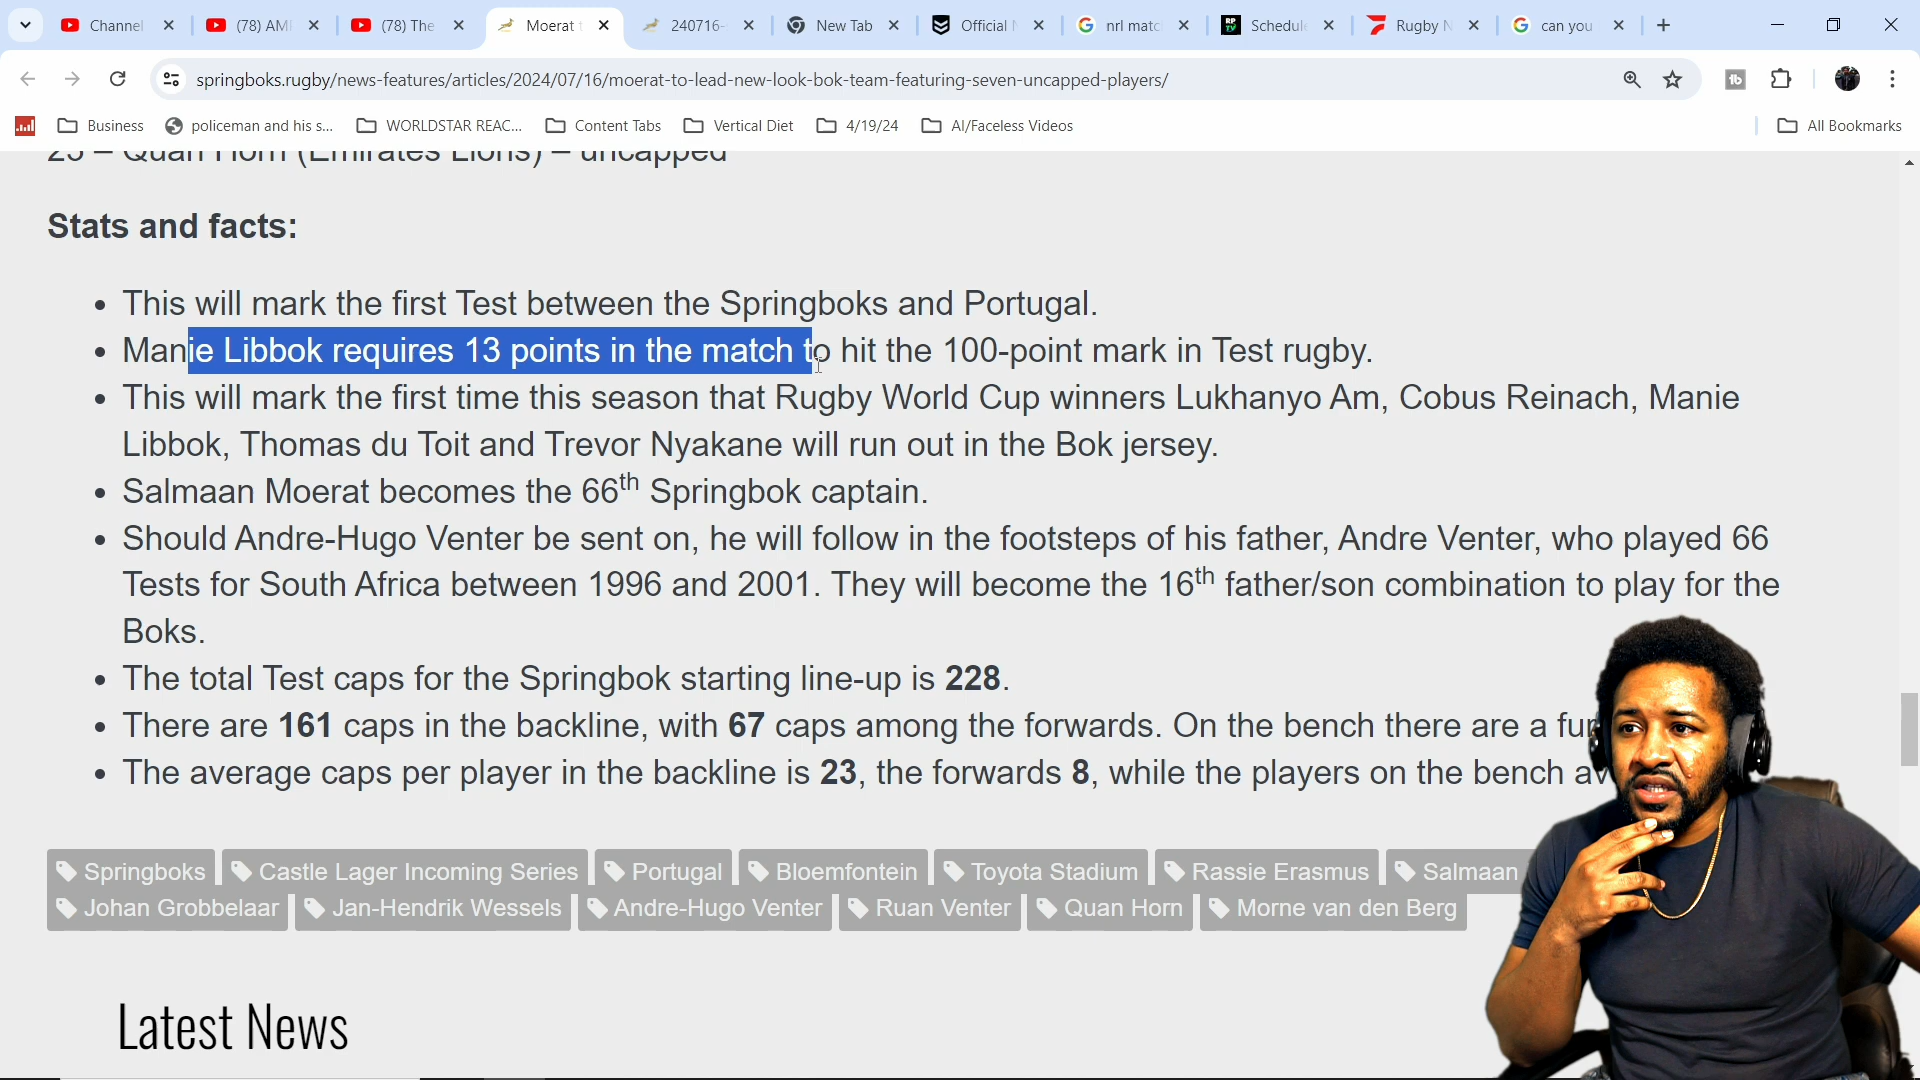 Channel
(78) AMI
(78) The
Moerat t
240716-
New Tab
Official
nrl matc
Schedule
Rugby N
can you
springboks.rugby/news-features/articles/2024/07/16/moerat-to-lead-new-look-bok-team-featuring-seven-uncapped-players/
Business
policeman and his s...
WORLDSTAR REAC...
Content Tabs
Vertical Diet
4/19/24
AI/Faceless Videos
All Bookmarks
23 – Quan Horn (Emirates Lions) – uncapped
Stats and facts:
• This will mark the first Test between the Springboks and Portugal.
• Manie Libbok requires 13 points in the match to hit the 100-point mark in Test rugby.
• This will mark the first time this season that Rugby World Cup winners Lukhanyo Am, Cobus Reinach, Manie
Libbok, Thomas du Toit and Trevor Nyakane will run out in the Bok jersey.
• Salmaan Moerat becomes the 66th Springbok captain.
• Should Andre-Hugo Venter be sent on, he will follow in the footsteps of his father, Andre Venter, who played 66
Tests for South Africa between 1996 and 2001. They will become the 16th father/son combination to play for the
Boks.
• The total Test caps for the Springbok starting line-up is 228.
• There are 161 caps in the backline, with 67 caps among the forwards. On the bench there are a fur
• The average caps per player in the backline is 23, the forwards 8, while the players on the bench av
Springboks Castle Lager Incoming Series Portugal Bloemfontein Toyota Stadium Rassie Erasmus Salmaan
Johan Grobbelaar Jan-Hendrik Wessels Andre-Hugo Venter Ruan Venter Quan Horn Morne van den Berg
Latest News